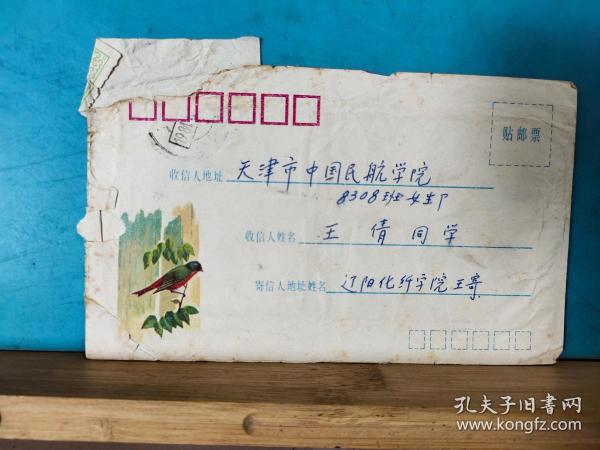 贴邮票
收信人地址 天津市中国民航学院
8308班女生
收信人姓名 王倩同学
寄信人地址姓名 辽阳化纤学院王寄
孔夫子旧书网
www.kongfz.com